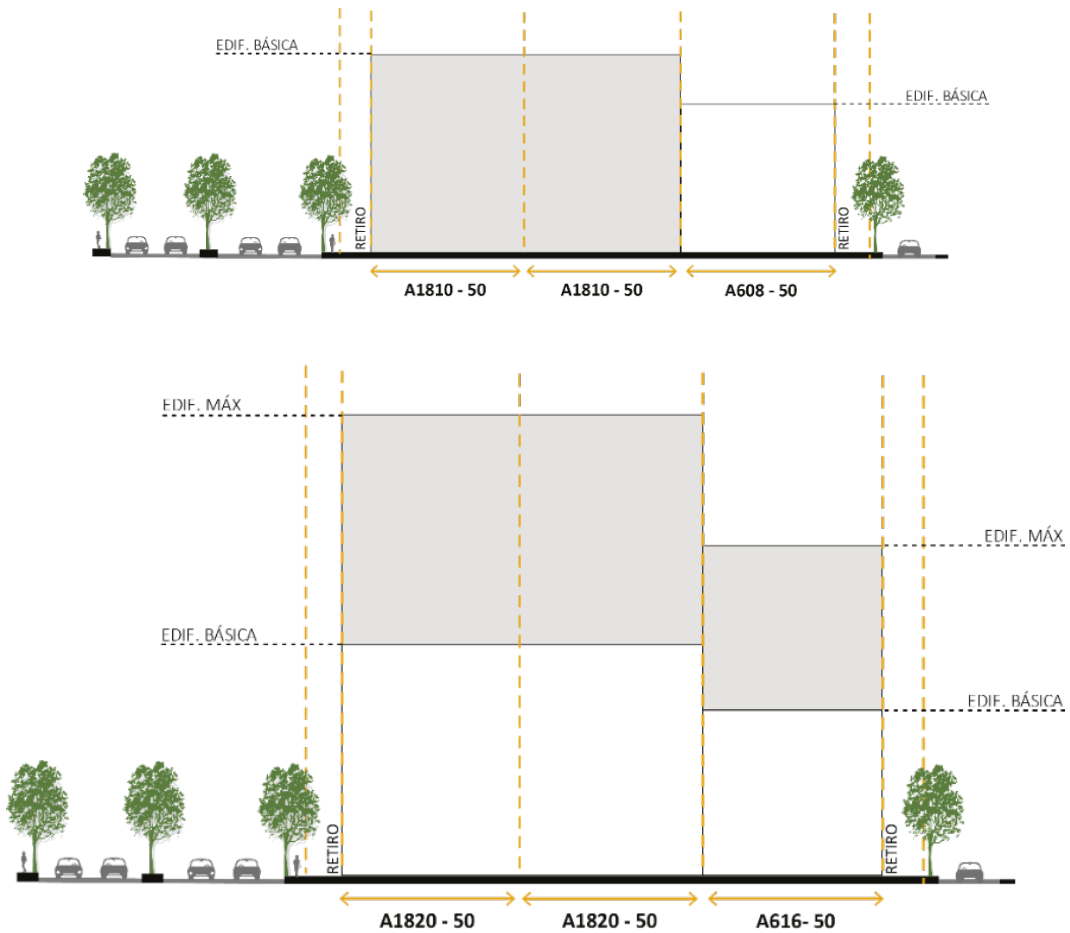 EDIF. BÁSICA
EDIF. BÁSICA
RETIRO
RETIRO
A1810 - 50
A1810 - 50
A608 - 50
EDIF. MÁX
EDIF. MÁX
EDIF. BÁSICA
EDIF. BÁSICA
RETIRO
RETIRO
A1820 - 50
A1820 - 50
A616- 50